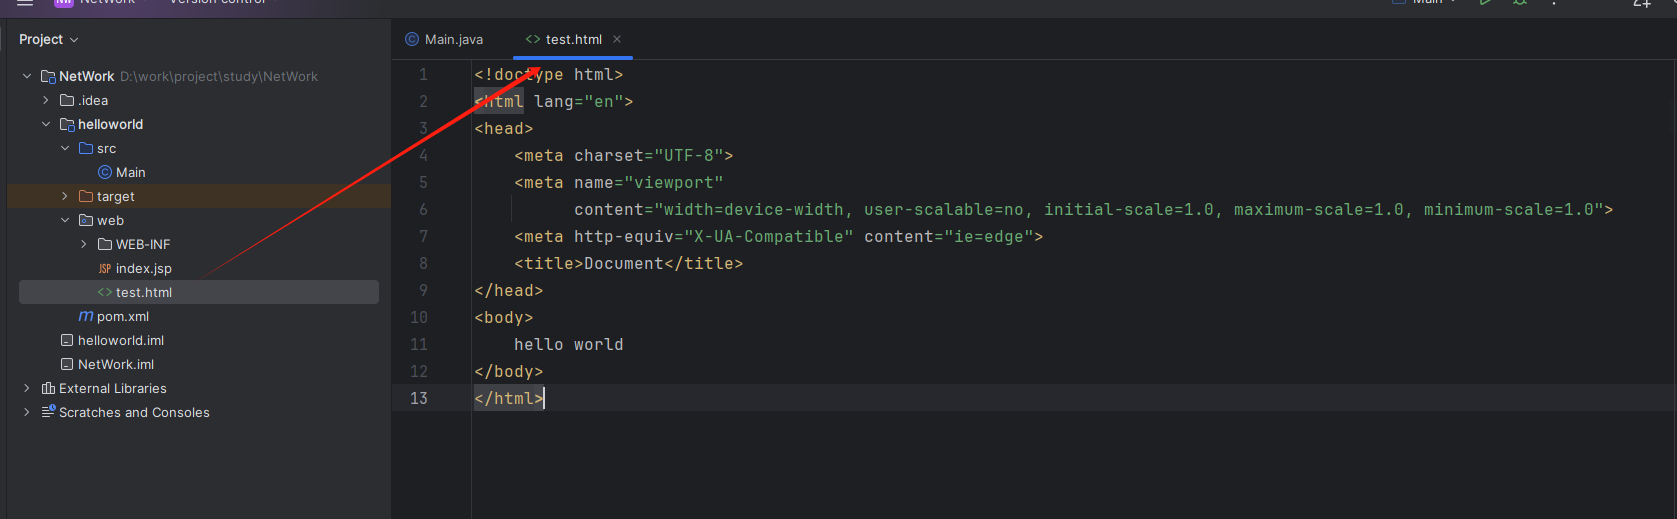 NW NetWork Version control Main
Project
NetWork D:\work\project\study\NetWork
.idea
helloworld
src
Main
target
web
WEB-INF
JSP index.jsp
test.html
m pom.xml
helloworld.iml
NetWork.iml
External Libraries
Scratches and Consoles
Main.java test.html
1 <!doctype html>
2 <html lang="en">
3 <head>
4 <meta charset="UTF-8">
5 <meta name="viewport"
6 content="width=device-width, user-scalable=no, initial-scale=1.0, maximum-scale=1.0, minimum-scale=1.0">
7 <meta http-equiv="X-UA-Compatible" content="ie=edge">
8 <title>Document</title>
9 </head>
10 <body>
11 hello world
12 </body>
13 </html>